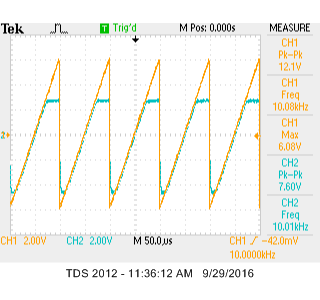 Tek T Trig'd M Pos: 0.000s MEASURE
CH1
Pk-Pk
12.1V
CH1
Freq
10.08kHz
CH1
Max
6.08V
2
CH2
Pk-Pk
7.60V
CH2
Freq
10.01kHz
CH1 2.00V CH2 2.00V M 50.0µs CH1 -42.0mV
10.0000kHz
TDS 2012 - 11:36:12 AM 9/29/2016